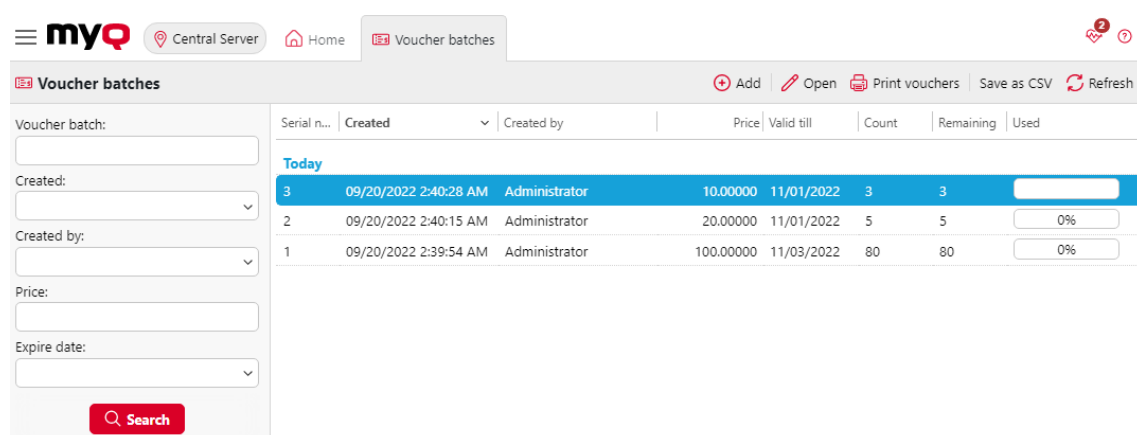 myQ Central Server Home Voucher batches 2
Voucher batches Add Open Print vouchers Save as CSV Refresh
Voucher batch:
Created:
Created by:
Price:
Expire date:
Search
Serial n... Created Created by Price Valid till Count Remaining Used
Today
3 09/20/2022 2:40:28 AM Administrator 10.00000 11/01/2022 3 3
2 09/20/2022 2:40:15 AM Administrator 20.00000 11/01/2022 5 5 0%
1 09/20/2022 2:39:54 AM Administrator 100.00000 11/03/2022 80 80 0%